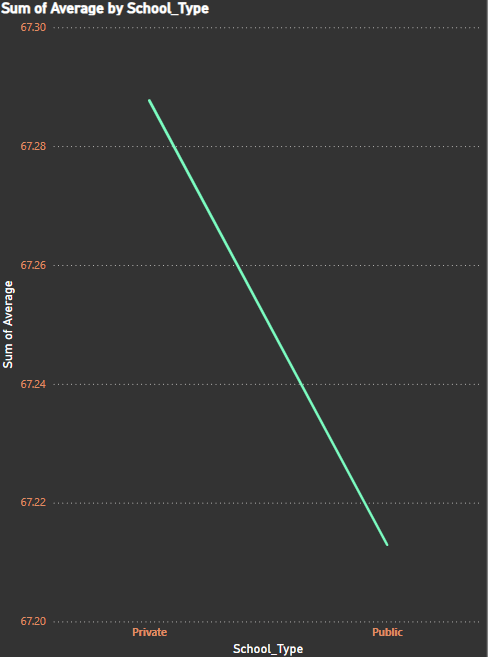 Sum of Average by School_Type
67.30
67.28
67.26
67.24
67.22
67.20
Sum of Average
Private Public
School_Type